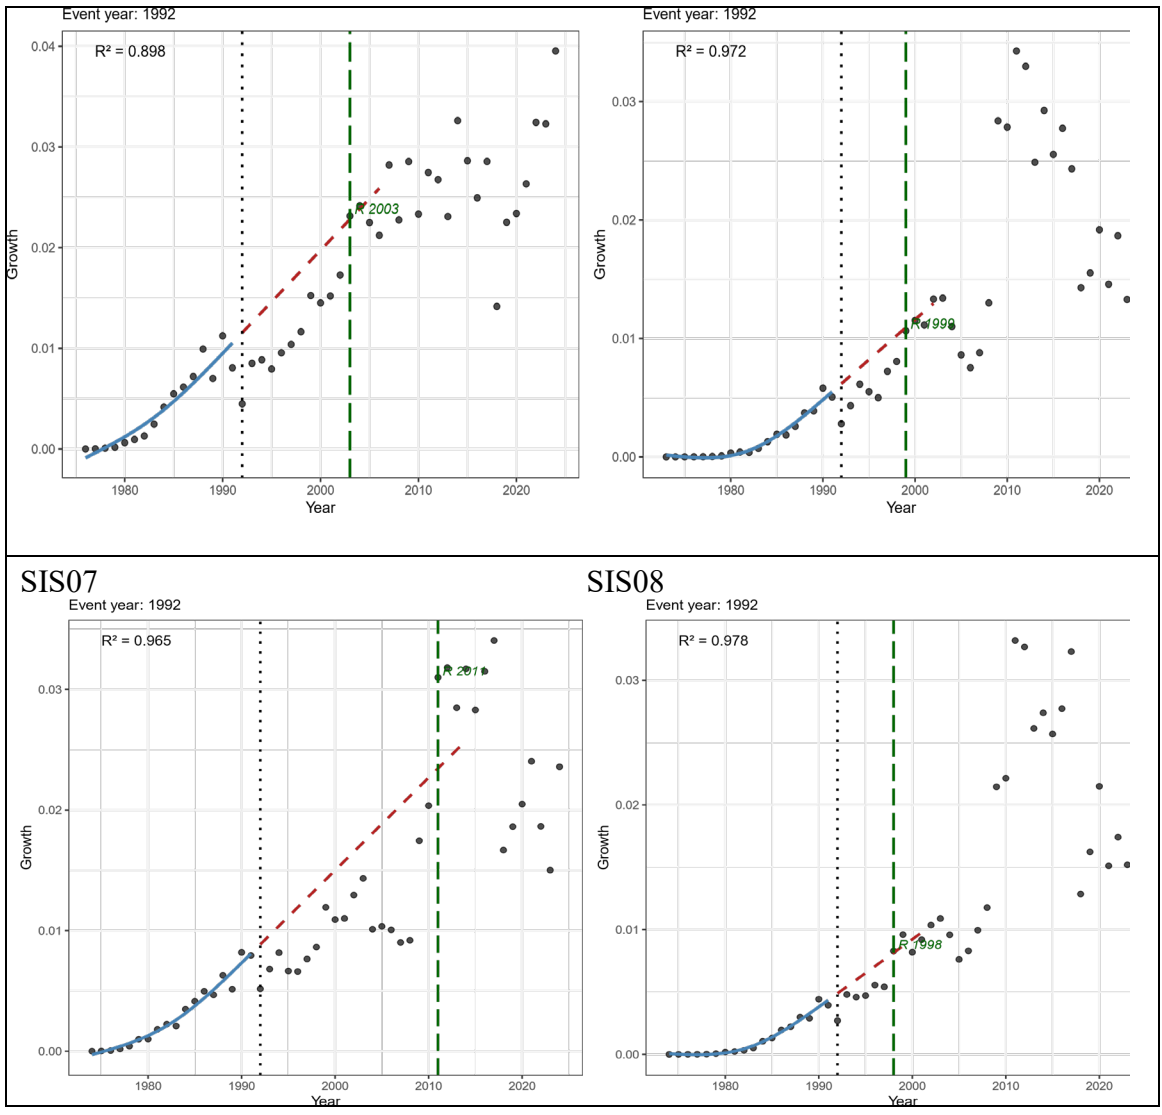 Event year: 1992
R² = 0.898
0.04
0.03
0.02
0.01
0.00
Growth
R 2003
1980 1990 2000 2010 2020
Year
Event year: 1992
R² = 0.972
0.03
0.02
0.01
0.00
Growth
R 1999
1980 1990 2000 2010 2020
Year
SIS07
Event year: 1992
R² = 0.965
0.03
0.02
0.01
0.00
Growth
R 2011
1980 1990 2000 2010 2020
Year
SIS08
Event year: 1992
R² = 0.978
0.03
0.02
0.01
0.00
Growth
R 1998
1980 1990 2000 2010 2020
Year